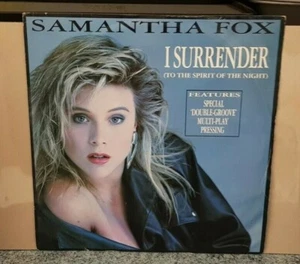 SAMANTHA FOX
I SURRENDER
(TO THE SPIRIT OF THE NIGHT)
FEATURES
SPECIAL
'DOUBLE-GROOVE'
MULTI-PLAY
PRESSING